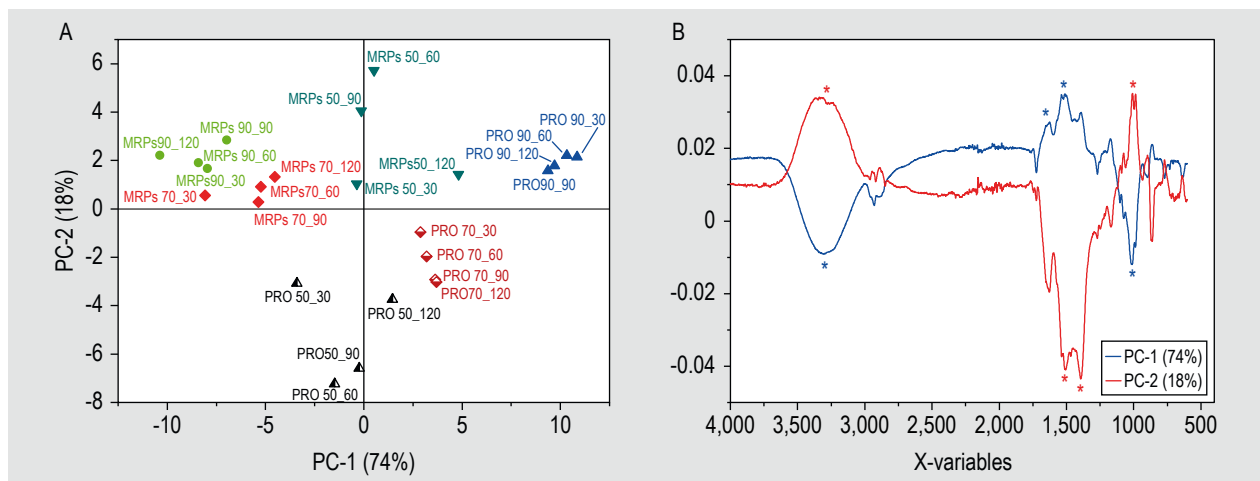 A
6
4
2
0
-2
-4
-6
-8
-10
-5
0
5
10
PC-2 (18%)
PC-1 (74%)
MRPs 50_60
MRPs 50_90
MRPs 90_90
MRPs90_120
MRPs 90_60
MRPs90_30
MRPs 70_120
MRPs 70_30
MRPs70_60
MRPs 70_90
MRPs50_120
MRPs 50_30
PRO 90_30
PRO 90_60
PRO 90_120
PRO90_90
PRO 70_30
PRO 70_60
PRO 70_90
PRO70_120
PRO 50_30
PRO 50_120
PRO50_90
PRO 50_60
B
0.04
0.02
0
-0.02
-0.04
4,000
3,500
3,000
2,500
2,000
1,500
1,000
500
X-variables
* * * * *
* * * *
PC-1 (74%)
PC-2 (18%)